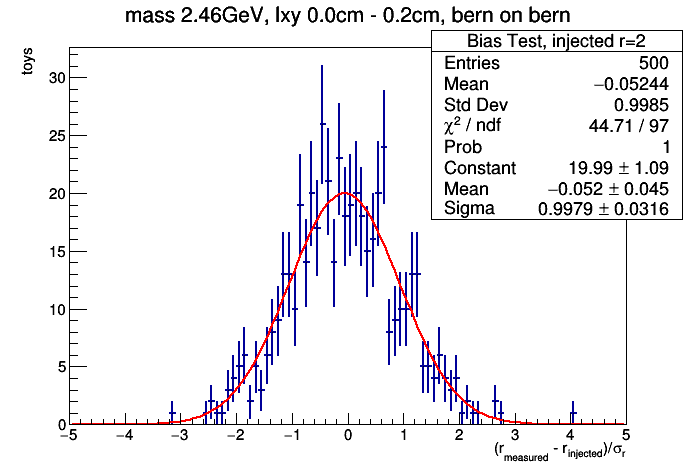 mass 2.46GeV, lxy 0.0cm - 0.2cm, bern on bern
toys
Bias Test, injected r=2
Entries 500
Mean −0.05244
Std Dev 0.9985
χ² / ndf 44.71 / 97
Prob 1
Constant 19.99 ± 1.09
Mean −0.052 ± 0.045
Sigma 0.9979 ± 0.0316
30
25
20
15
10
5
0
−5 −4 −3 −2 −1 0 1 2 3 4 5
(r_measured - r_injected)/σ_r